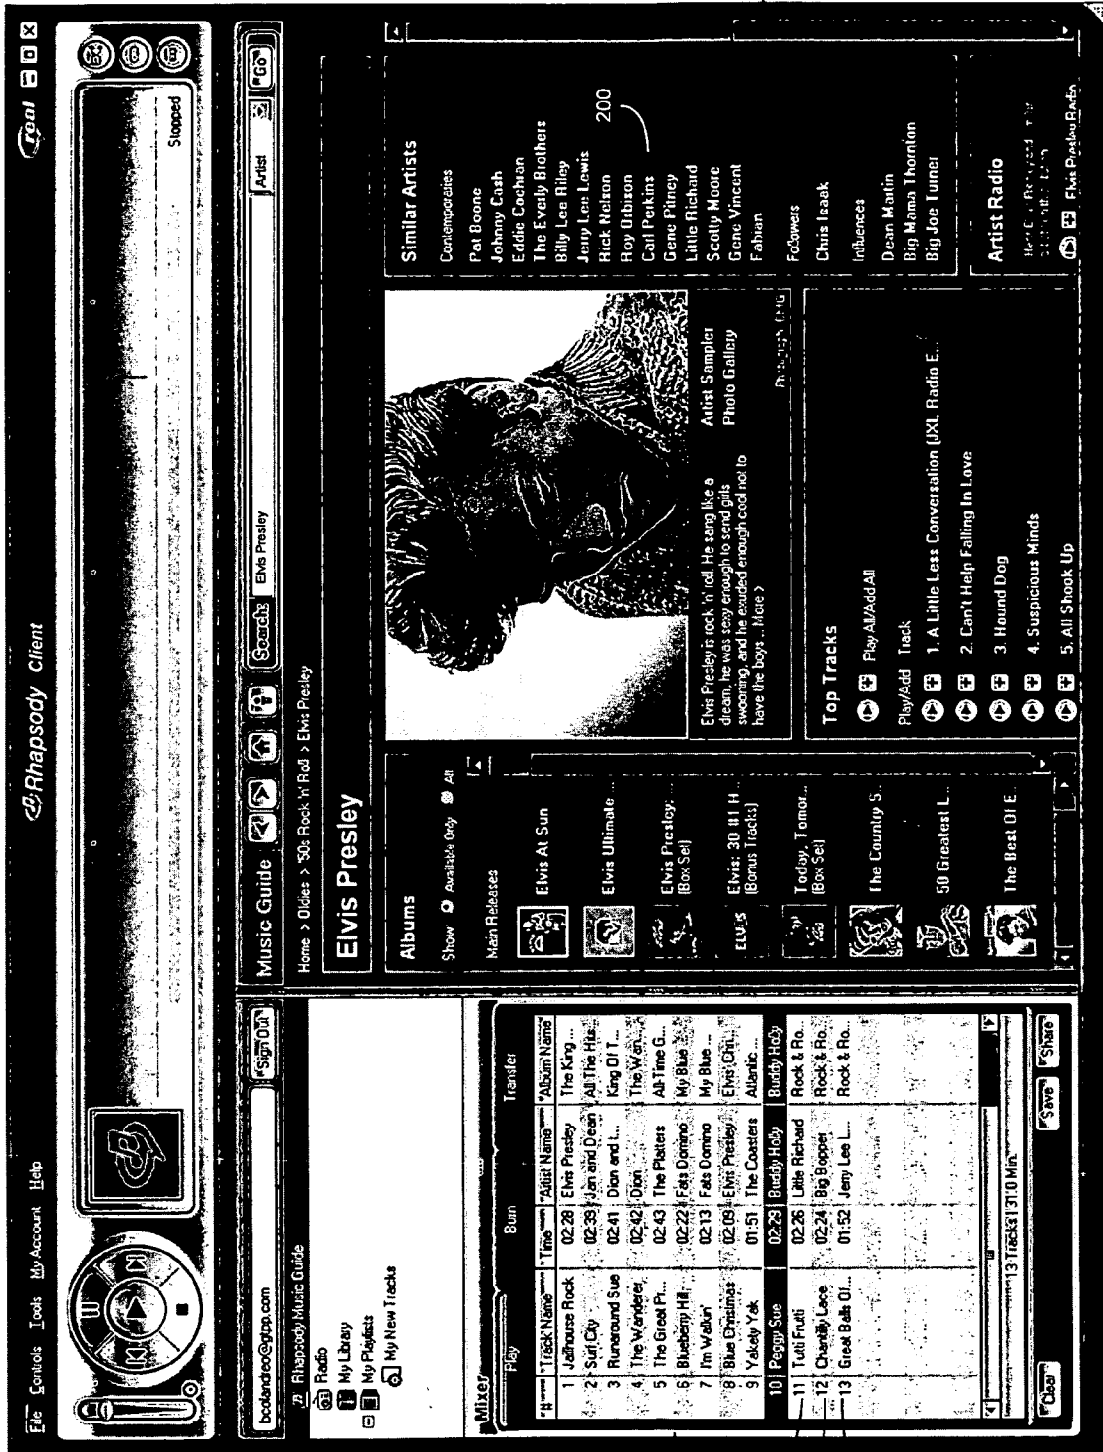 File Controls Tools My Account Help
Rhapsody Client
real
Stopped
bcolandreo@gtpp.com
Sign Out
Music Guide
Search:
Elvis Presley
Artist
Go
Rhapsody Music Guide
Radio
My Library
My Playlists
My New Tracks
Home > Oldies > '50s Rock 'n' Roll > Elvis Presley
Elvis Presley
Albums
Show Available Only All
Main Releases
Elvis At Sun
Elvis Ultimate ...
Elvis Presley: ...
(Box Set)
ELVIS
Elvis: 30 #1 H...
(Bonus Tracks)
Today, Tomor...
(Box Set)
The Country S...
50 Greatest L...
The Best Of E...
Elvis Presley is rock 'n' roll. He sang like a
dream, he was sexy enough to send girls
swooning, and he exuded enough cool not to
have the boys ... More >
Artist Sampler
Photo Gallery
Top Tracks
Play All/Add All
Play/Add Track
1. A Little Less Conversation (JXL Radio E...
2. Can't Help Falling In Love
3. Hound Dog
4. Suspicious Minds
5. All Shook Up
Similar Artists
Contemporaries
Pat Boone
Johnny Cash
Eddie Cochran
The Everly Brothers
Billy Lee Riley
Jerry Lee Lewis
Rick Nelson
Roy Orbison
Carl Perkins
Gene Pitney
Little Richard
Scotty Moore
Gene Vincent
Fabian
200
Followers
Chris Isaak
Influences
Dean Martin
Big Mama Thornton
Big Joe Turner
Artist Radio
Elvis Presley Radio
Mixer
Play Burn Transfer
# Track Name Time Artist Name Album Name
1 Jailhouse Rock 02:28 Elvis Presley The King...
2 Surf City 02:39 Jan and Dean All The Hits...
3 Runaround Sue 02:41 Dion and t... King Of T...
4 The Wanderer 02:42 Dion The Wan...
5 The Great Pr... 02:43 The Platters All-Time G...
6 Blueberry Hill 02:22 Fats Domino My Blue ...
7 I'm Walkin' 02:13 Fats Domino My Blue ...
8 Blue Christmas 02:09 Elvis Presley Elvis' Chri...
9 Yakety Yak 01:51 The Coasters Atlantic ...
10 Peggy Sue 02:29 Buddy Holly Buddy Holly
11 Tutti Frutti 02:26 Little Richard Rock & Ro...
12 Chantilly Lace 02:24 Big Bopper Rock & Ro...
13 Great Balls Of... 01:52 Jerry Lee L... Rock & Ro...
13 Tracks | 31.0 Min.
Clear Save Share